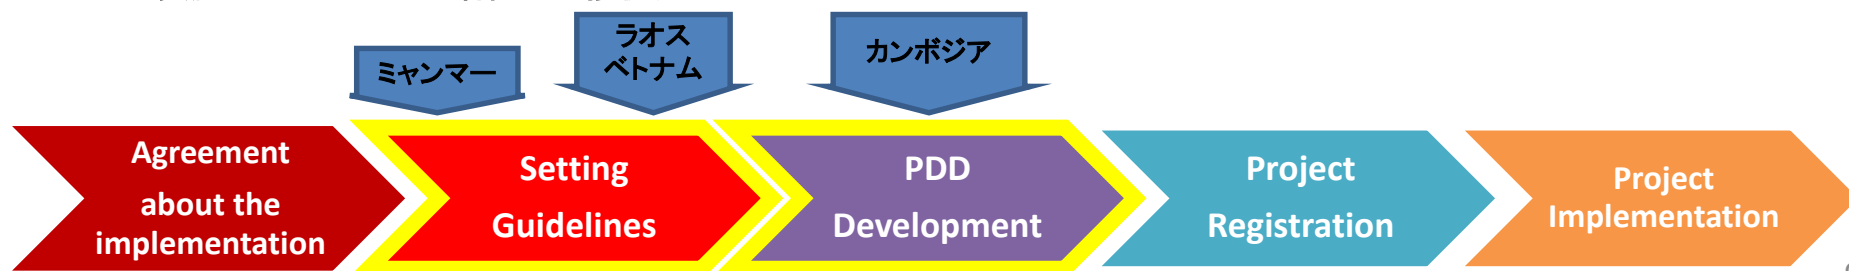 ミャンマー
ラオス
ベトナム
カンボジア
Agreement
about the
implementation
Setting
Guidelines
PDD
Development
Project
Registration
Project
Implementation